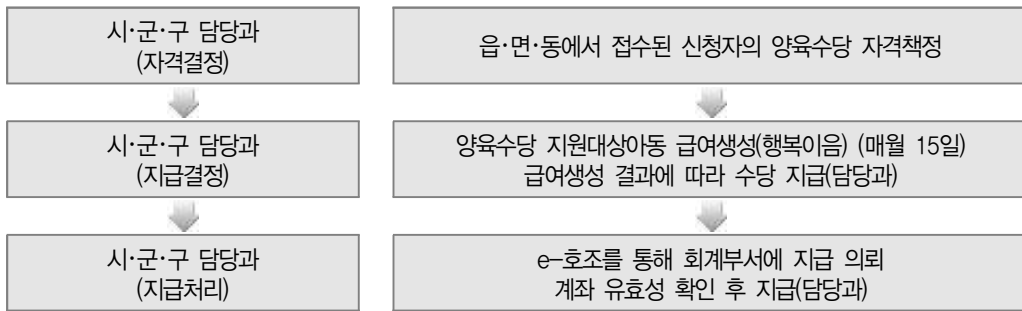 시·군·구 담당과
(자격결정)
읍·면·동에서 접수된 신청자의 양육수당 자격책정
시·군·구 담당과
(지급결정)
양육수당 지원대상아동 급여생성(행복이음) (매월 15일)
급여생성 결과에 따라 수당 지급(담당과)
시·군·구 담당과
(지급처리)
e-호조를 통해 회계부서에 지급 의뢰
계좌 유효성 확인 후 지급(담당과)